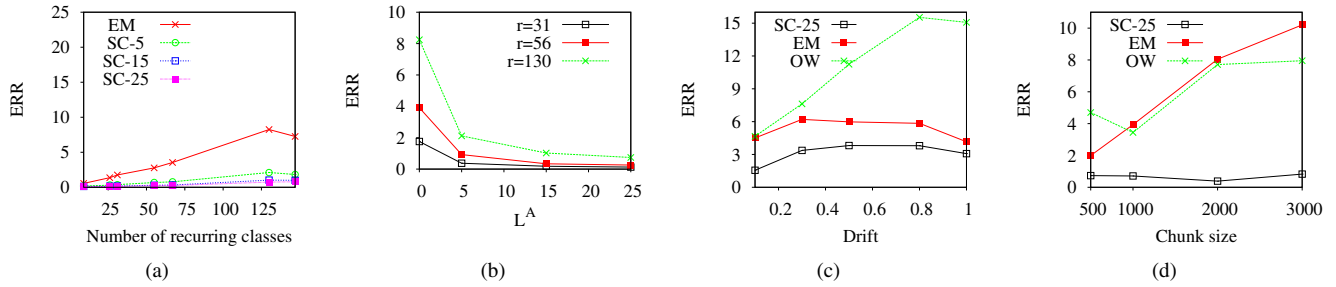 ERR
25
20
15
10
5
0
EM
SC-5
SC-15
SC-25
25 50 75 100 125
Number of recurring classes
(a)
ERR
10
8
6
4
2
0
r=31
r=56
r=130
0 5 10 15 20 25
L^A
(b)
ERR
15
12
9
6
3
0
SC-25
EM
OW
0.2 0.4 0.6 0.8 1
Drift
(c)
ERR
10
8
6
4
2
0
SC-25
EM
OW
500 1000 2000 3000
Chunk size
(d)